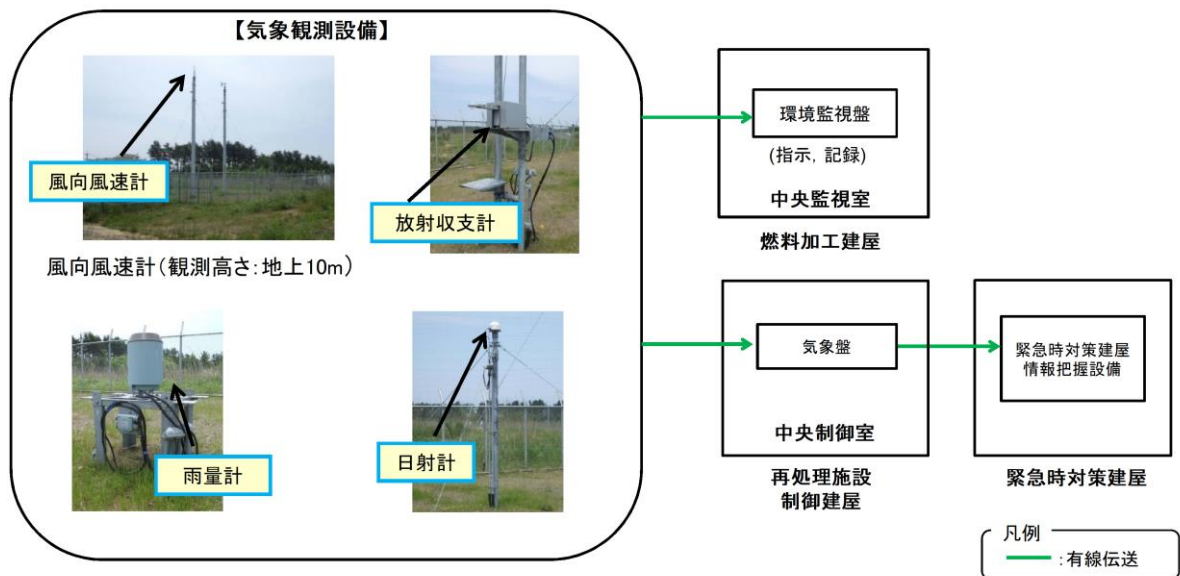 【気象観測設備】
風向風速計
放射収支計
風向風速計(観測高さ:地上10m)
雨量計
日射計
環境監視盤
(指示, 記録)
中央監視室
燃料加工建屋
気象盤
中央制御室
再処理施設
制御建屋
緊急時対策建屋
情報把握設備
緊急時対策建屋
凡例
:有線伝送